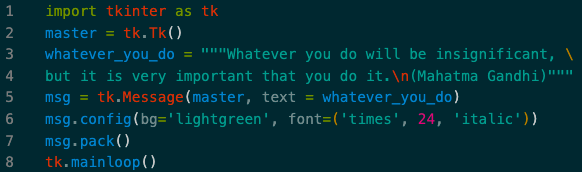 1 import tkinter as tk
2 master = tk.Tk()
3 whatever_you_do = """Whatever you do will be insignificant, \
4 but it is very important that you do it.\n(Mahatma Gandhi)"""
5 msg = tk.Message(master, text = whatever_you_do)
6 msg.config(bg='lightgreen', font=('times', 24, 'italic'))
7 msg.pack()
8 tk.mainloop()